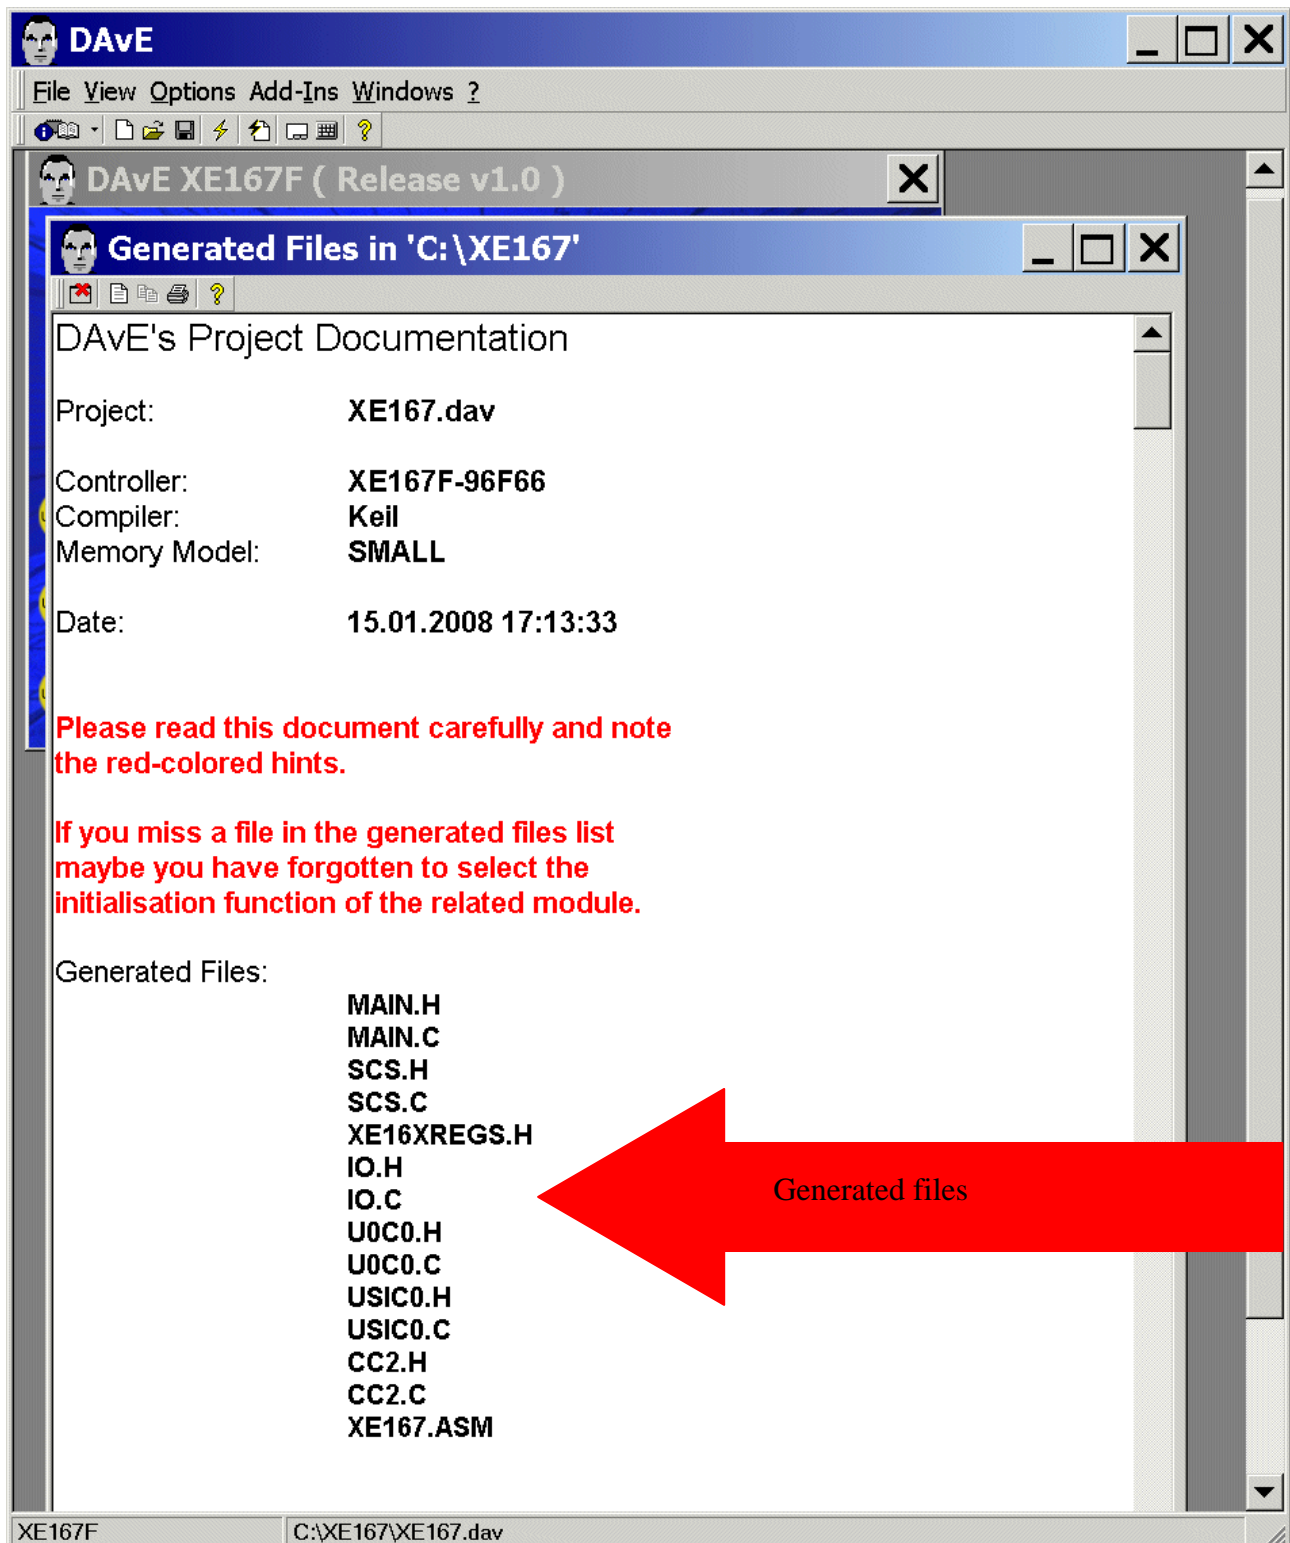 DAvE
File View Options Add-Ins Windows ?
DAvE XE167F ( Release v1.0 )
Generated Files in 'C:\XE167'
DAvE's Project Documentation
Project: XE167.dav
Controller: XE167F-96F66
Compiler: Keil
Memory Model: SMALL
Date: 15.01.2008 17:13:33
Please read this document carefully and note
the red-colored hints.
If you miss a file in the generated files list
maybe you have forgotten to select the
initialisation function of the related module.
Generated Files:
MAIN.H
MAIN.C
SCS.H
SCS.C
XE16XREGS.H
IO.H
IO.C
Generated files
U0C0.H
U0C0.C
USIC0.H
USIC0.C
CC2.H
CC2.C
XE167.ASM
XE167F C:\XE167\XE167.dav